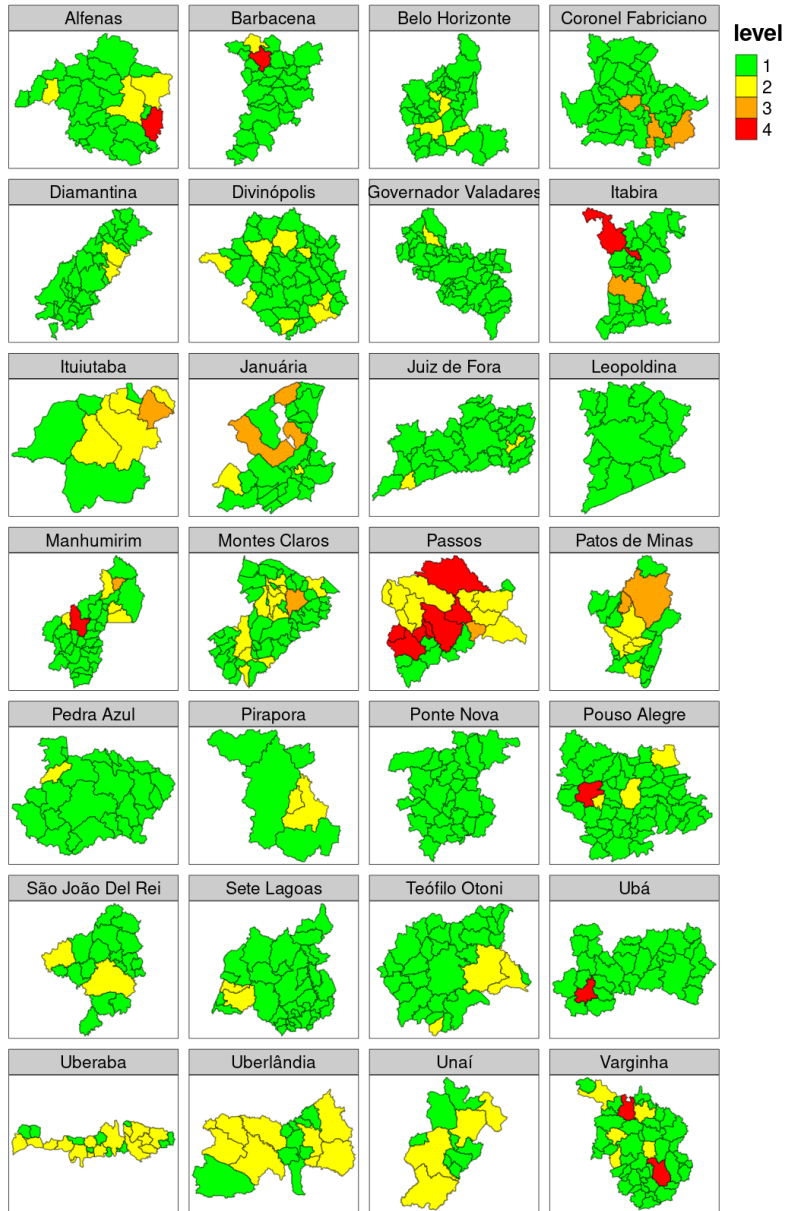 Alfenas
Barbacena
Belo Horizonte
Coronel Fabriciano
level
1
2
3
4
Diamantina
Divinópolis
Governador Valadares
Itabira
Ituiutaba
Januária
Juiz de Fora
Leopoldina
Manhumirim
Montes Claros
Passos
Patos de Minas
Pedra Azul
Pirapora
Ponte Nova
Pouso Alegre
São João Del Rei
Sete Lagoas
Teófilo Otoni
Ubá
Uberaba
Uberlândia
Unaí
Varginha